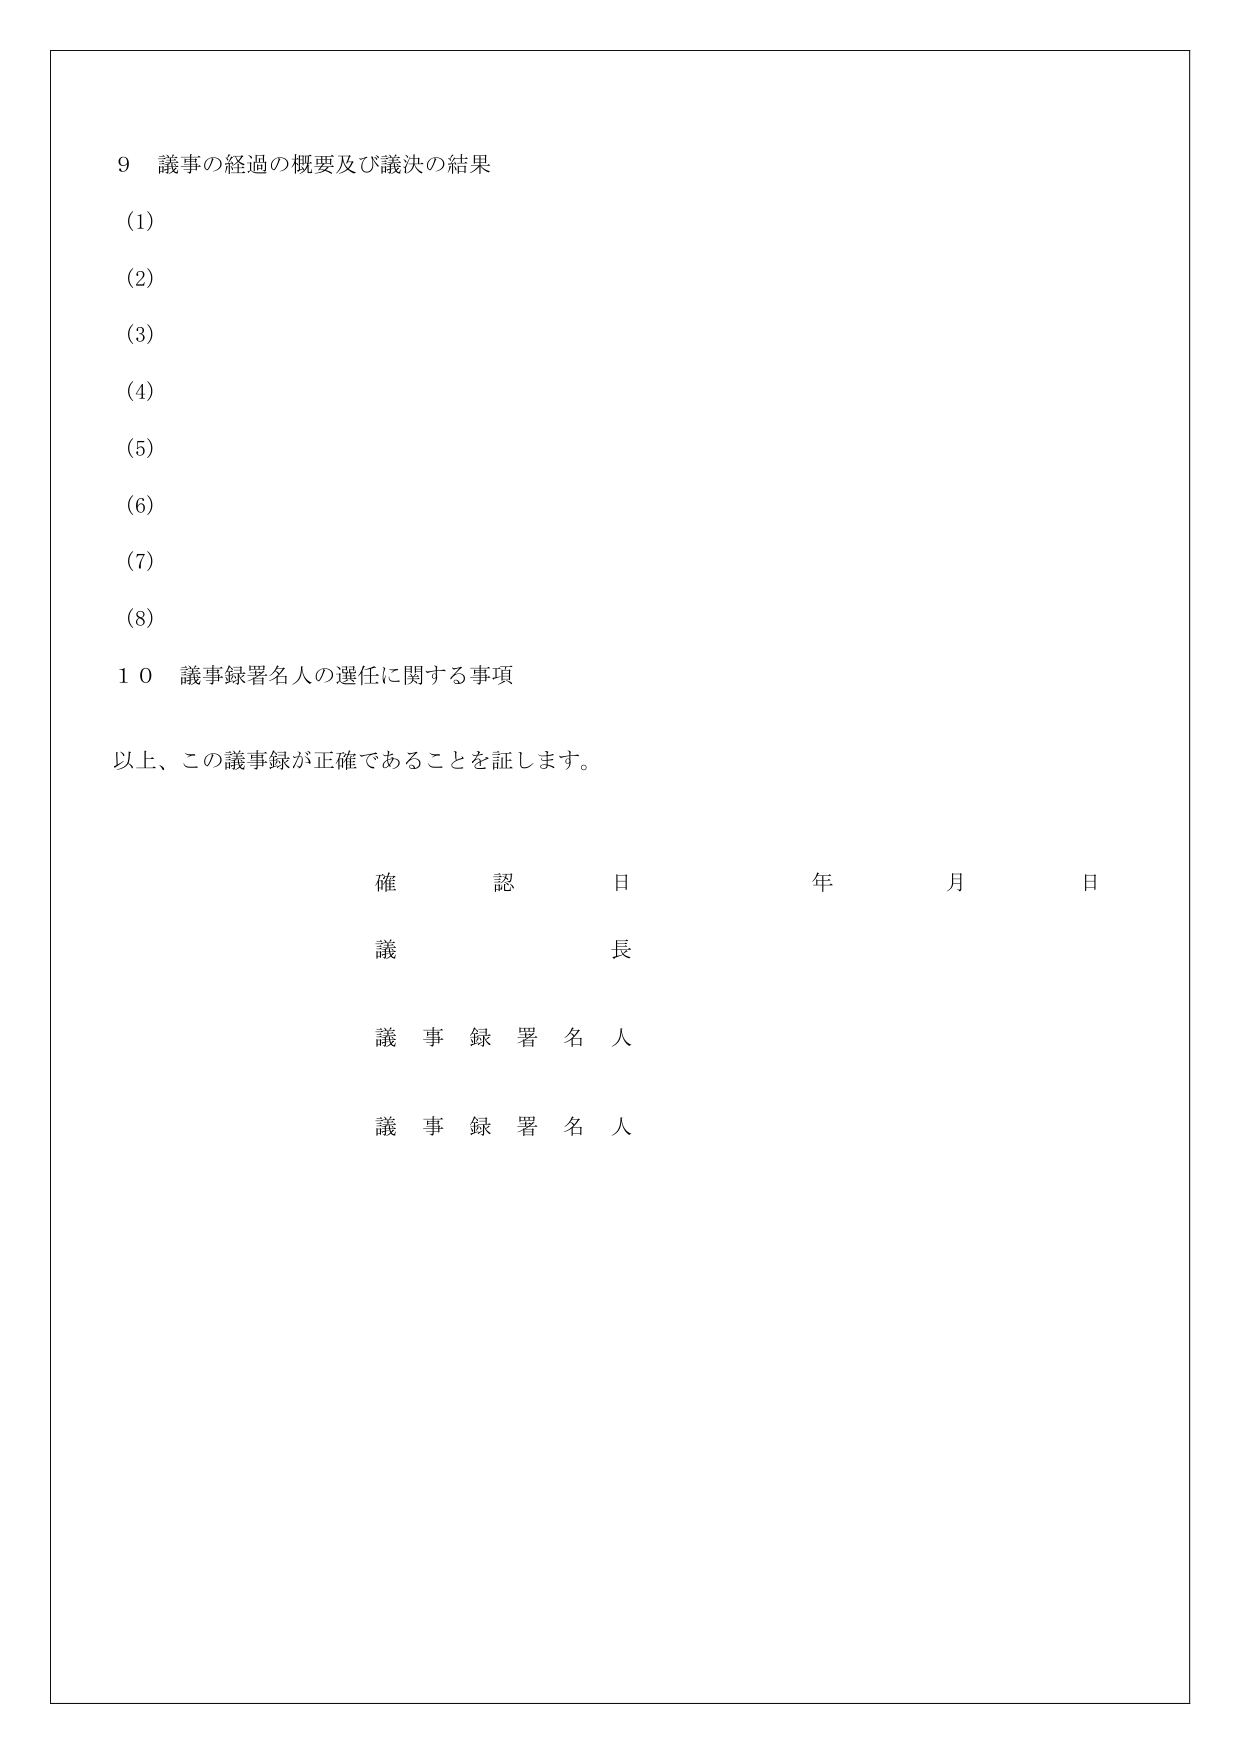 ９　議事の経過の概要及び議決の結果
(1)
(2)
(3)
(4)
(5)
(6)
(7)
(8)
１０　議事録署名人の選任に関する事項
以上、この議事録が正確であることを証します。
確認日　年　月　日
議長
議事録署名人
議事録署名人